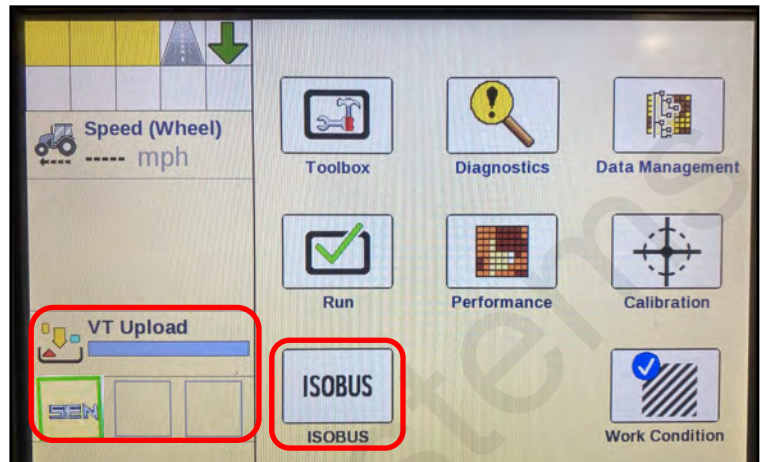 Speed (Wheel)
----- mph
Toolbox
Diagnostics
Data Management
Run
Performance
Calibration
VT Upload
SEN
ISOBUS
ISOBUS
Work Condition